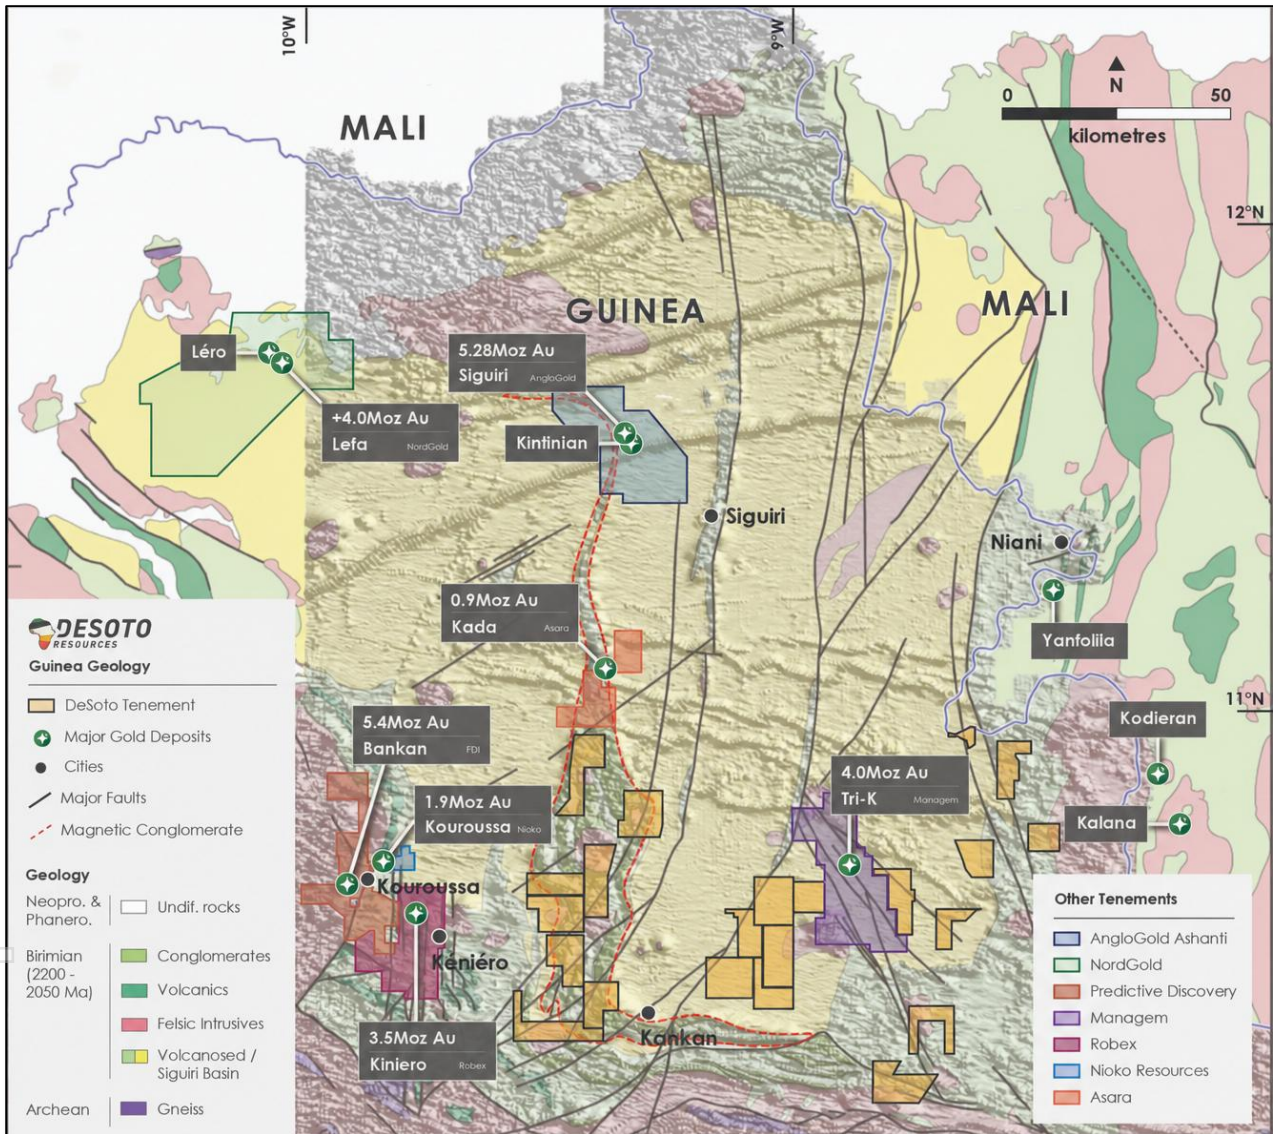 10°W
9°W
MALI
0
50
N
kilometres
12°N
GUINEA
MALI
Léro
5.28Moz Au
Siguiri
AngloGold
+4.0Moz Au
Lefa
NordGold
Kintinian
Siguiri
Niani
0.9Moz Au
Kada
Asara
Yanfoliia
11°N
5.4Moz Au
Bankan
FDI
Kodieran
4.0Moz Au
Tri-K
Managem
1.9Moz Au
Kouroussa
Nioko
Kalana
Kouroussa
Kéniéro
3.5Moz Au
Kiniero
Robex
Kankan
DESOTO
RESOURCES
Guinea Geology
DeSoto Tenement
Major Gold Deposits
Cities
Major Faults
Magnetic Conglomerate
Geology
Neopro. &
Phanero.
Undif. rocks
Birimian
(2200 -
2050 Ma)
Conglomerates
Volcanics
Felsic Intrusives
Volcanosed /
Siguiri Basin
Archean
Gneiss
Other Tenements
AngloGold Ashanti
NordGold
Predictive Discovery
Managem
Robex
Nioko Resources
Asara